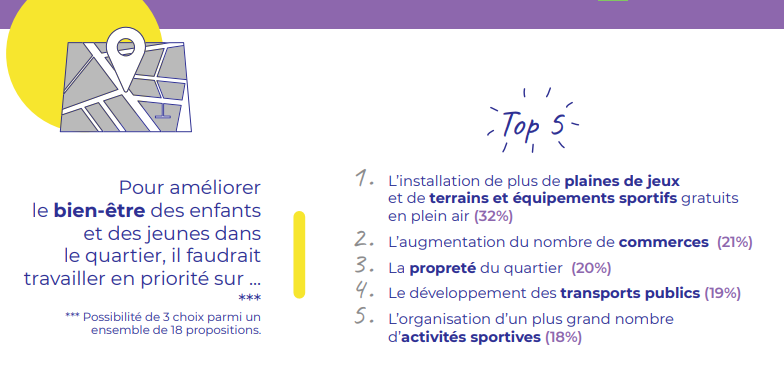 Pour améliorer
le bien-être des enfants
et des jeunes dans
le quartier, il faudrait
travailler en priorité sur ...
***
*** Possibilité de 3 choix parmi un
ensemble de 18 propositions.
Top 5
1. L’installation de plus de plaines de jeux
et de terrains et équipements sportifs gratuits
en plein air (32%)
2. L’augmentation du nombre de commerces (21%)
3. La propreté du quartier (20%)
4. Le développement des transports publics (19%)
5. L’organisation d’un plus grand nombre
d’activités sportives (18%)